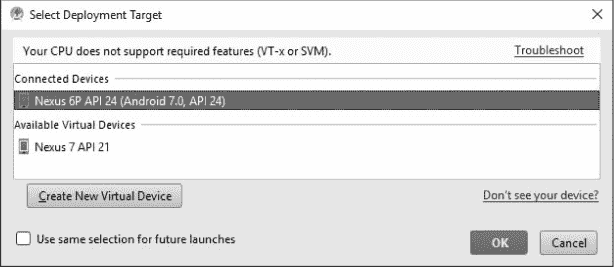 Select Deployment Target
Your CPU does not support required features (VT-x or SVM). Troubleshoot
Connected Devices
Nexus 6P API 24 (Android 7.0, API 24)
Available Virtual Devices
Nexus 7 API 21
Create New Virtual Device Don't see your device?
Use same selection for future launches
OK Cancel